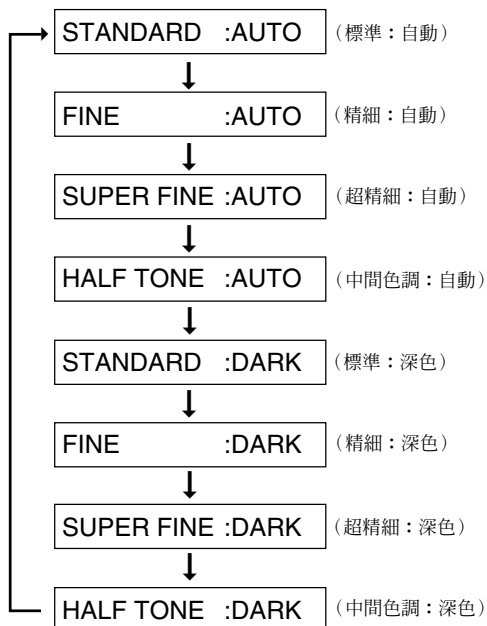 STANDARD :AUTO （標準：自動）
FINE :AUTO （精細：自動）
SUPER FINE :AUTO （超精細：自動）
HALF TONE :AUTO （中間色調：自動）
STANDARD :DARK （標準：深色）
FINE :DARK （精細：深色）
SUPER FINE :DARK （超精細：深色）
HALF TONE :DARK （中間色調：深色）